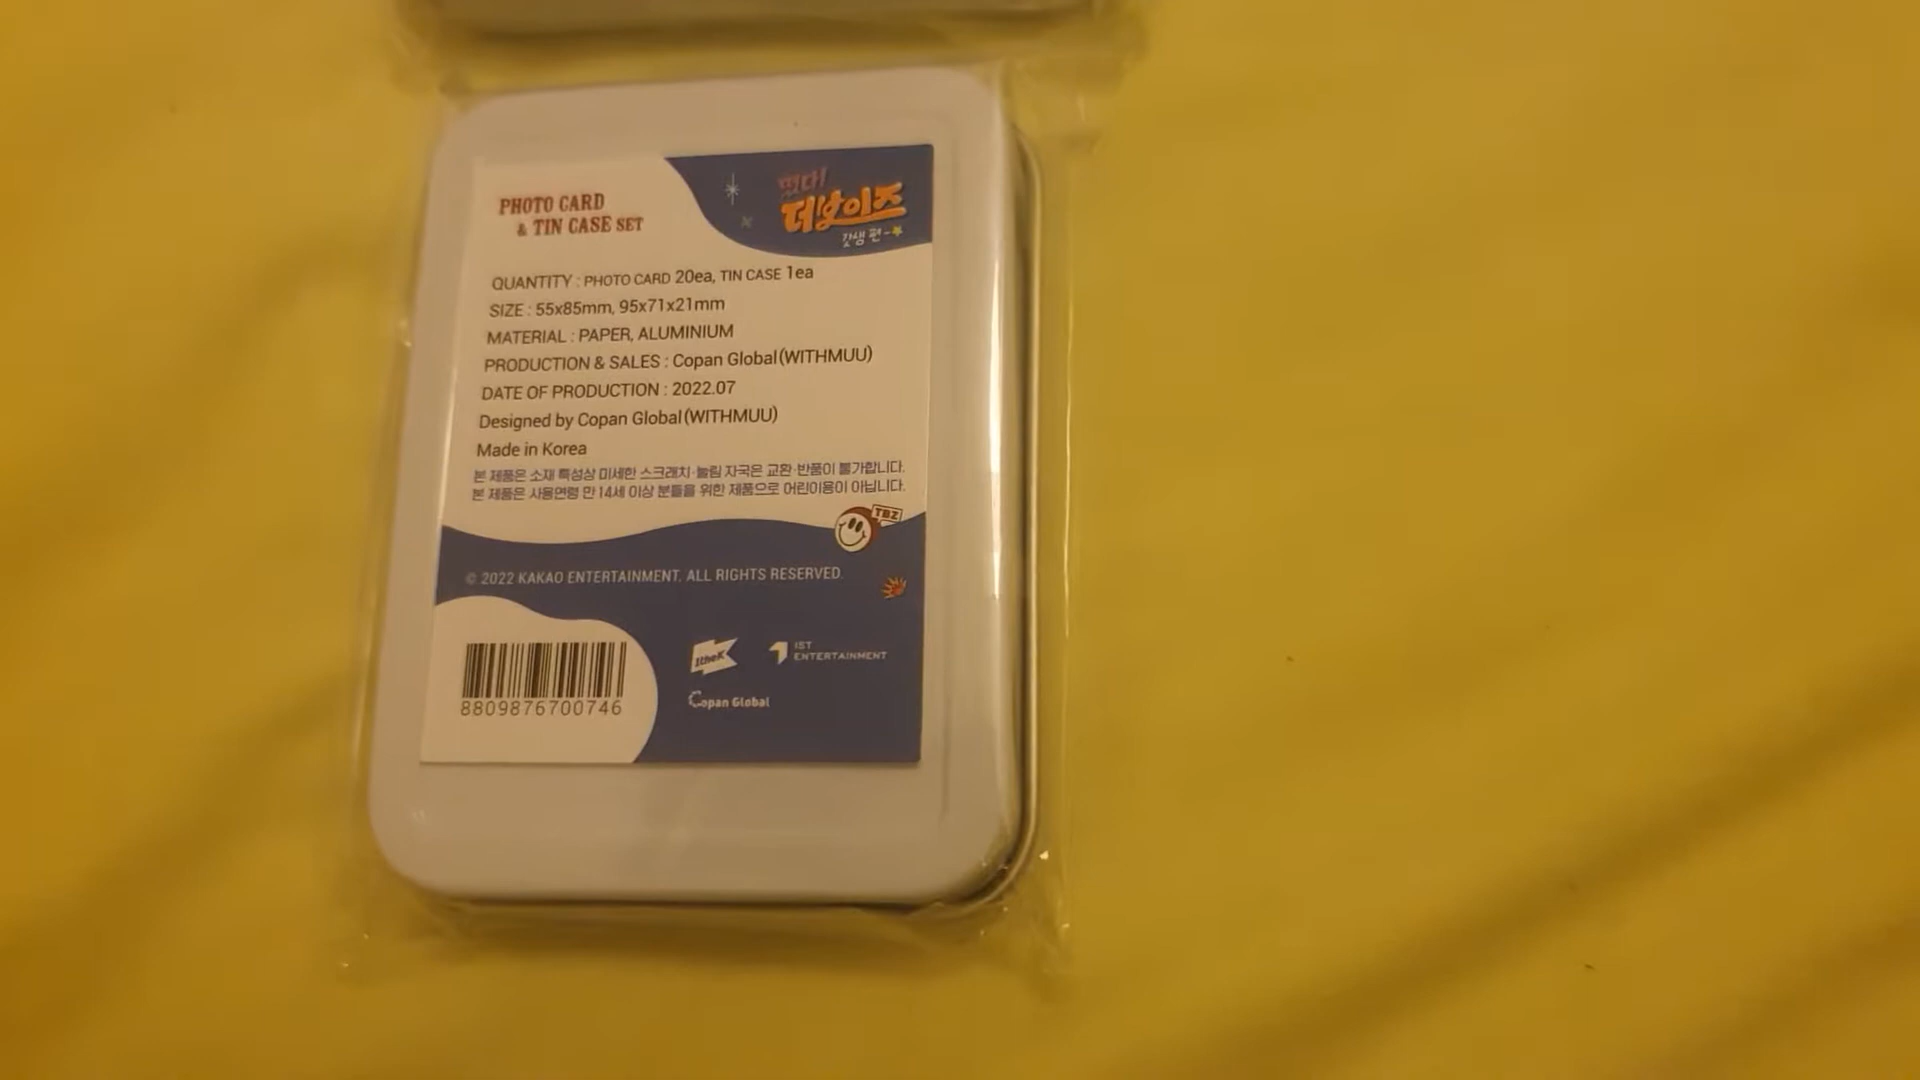 PHOTO CARD
& TIN CASE SET
떴다!
더보이즈
갓생 편
QUANTITY : PHOTO CARD 20ea, TIN CASE 1ea
SIZE : 55x85mm, 95x71x21mm
MATERIAL : PAPER, ALUMINIUM
PRODUCTION & SALES : Copan Global(WITHMUU)
DATE OF PRODUCTION : 2022.07
Designed by Copan Global(WITHMUU)
Made in Korea
본 제품은 소재 특성상 미세한 스크래치·눌림 자국은 교환·반품이 불가합니다.
본 제품은 사용연령 만 14세 이상 분들을 위한 제품으로 어린이용이 아닙니다.
TBZ
© 2022 KAKAO ENTERTAINMENT. ALL RIGHTS RESERVED.
1theK
IST
ENTERTAINMENT
Copan Global
8809876700746